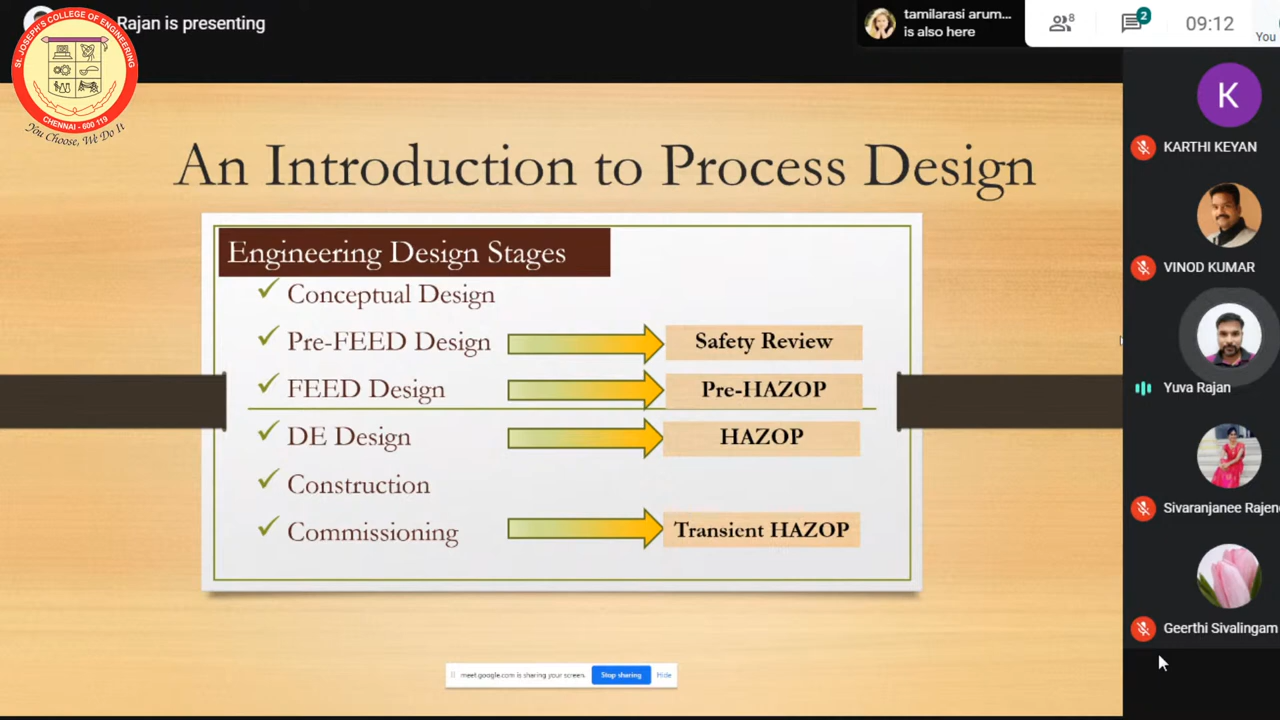 Rajan is presenting
tamilarasi arum...
is also here
8
2
09:12
You
ST. JOSEPH'S COLLEGE OF ENGINEERING
CHENNAI - 600 119
You Choose, We Do It
An Introduction to Process Design
Engineering Design Stages
Conceptual Design
Pre-FEED Design
Safety Review
FEED Design
Pre-HAZOP
DE Design
HAZOP
Construction
Commissioning
Transient HAZOP
meet.google.com is sharing your screen.
Stop sharing
Hide
K
KARTHI KEYAN
VINOD KUMAR
Yuva Rajan
Sivaranjanee Rajen
Geerthi Sivalingam